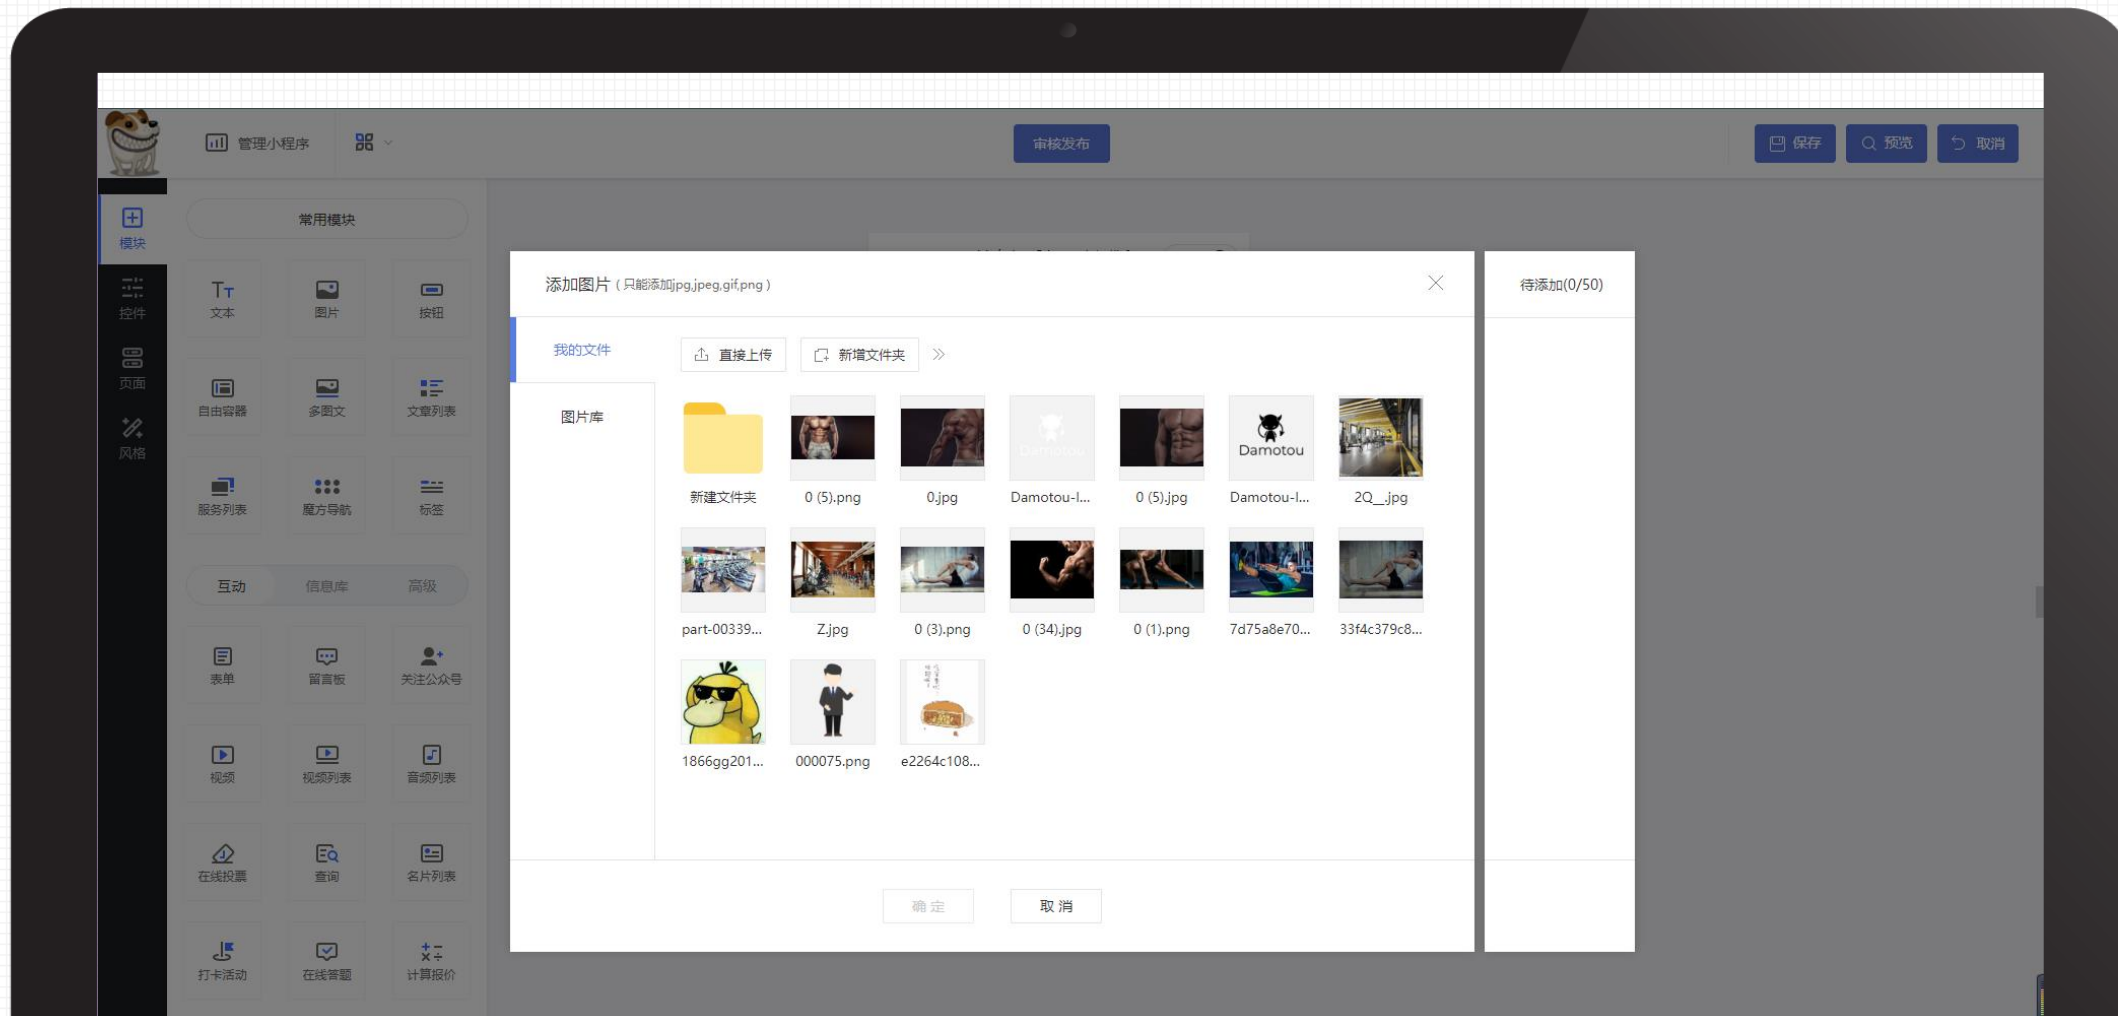 管理小程序
审核发布
保存
预览
取消
模块
控件
页面
风格
常用模块
文本
图片
按钮
自由容器
多图文
文章列表
服务列表
魔方导航
标签
互动
信息库
高级
表单
留言板
关注公众号
视频
视频列表
音频列表
在线投票
查询
名片列表
打卡活动
在线答题
计算报价
添加图片 ( 只能添加jpg,jpeg,gif,png )
待添加(0/50)
我的文件
图片库
直接上传
新增文件夹
Damotou
Damotou
新建文件夹
0 (5).png
0.jpg
Damotou-l...
0 (5).jpg
Damotou-l...
2Q__.jpg
part-00339...
Z.jpg
0 (3).png
0 (34).jpg
0 (1).png
7d75a8e70...
33f4c379c8...
1866gg201...
000075.png
e2264c108...
确 定
取 消